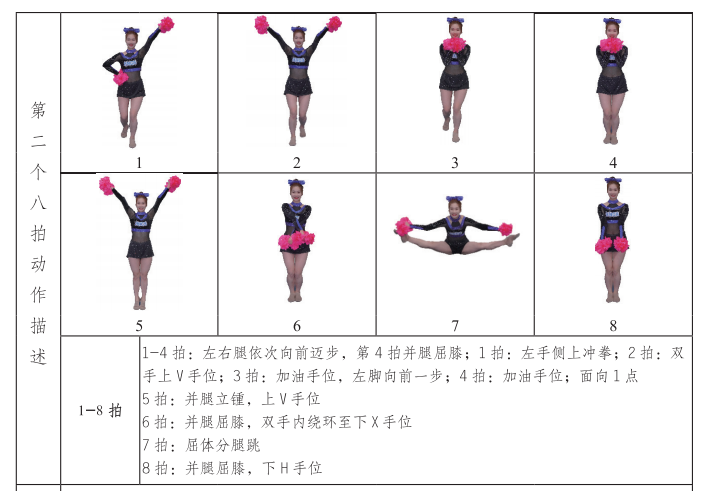 第二个八拍动作描述
1 2 3 4
5 6 7 8
1-8 拍
1-4 拍：左右腿依次向前迈步，第 4 拍并腿屈膝；1 拍：左手侧上冲拳；2 拍：双
手上 V 手位；3 拍：加油手位，左脚向前一步；4 拍：加油手位；面向 1 点
5 拍：并腿立锺，上 V 手位
6 拍：并腿屈膝，双手内绕环至下 X 手位
7 拍：屈体分腿跳
8 拍：并腿屈膝，下 H 手位